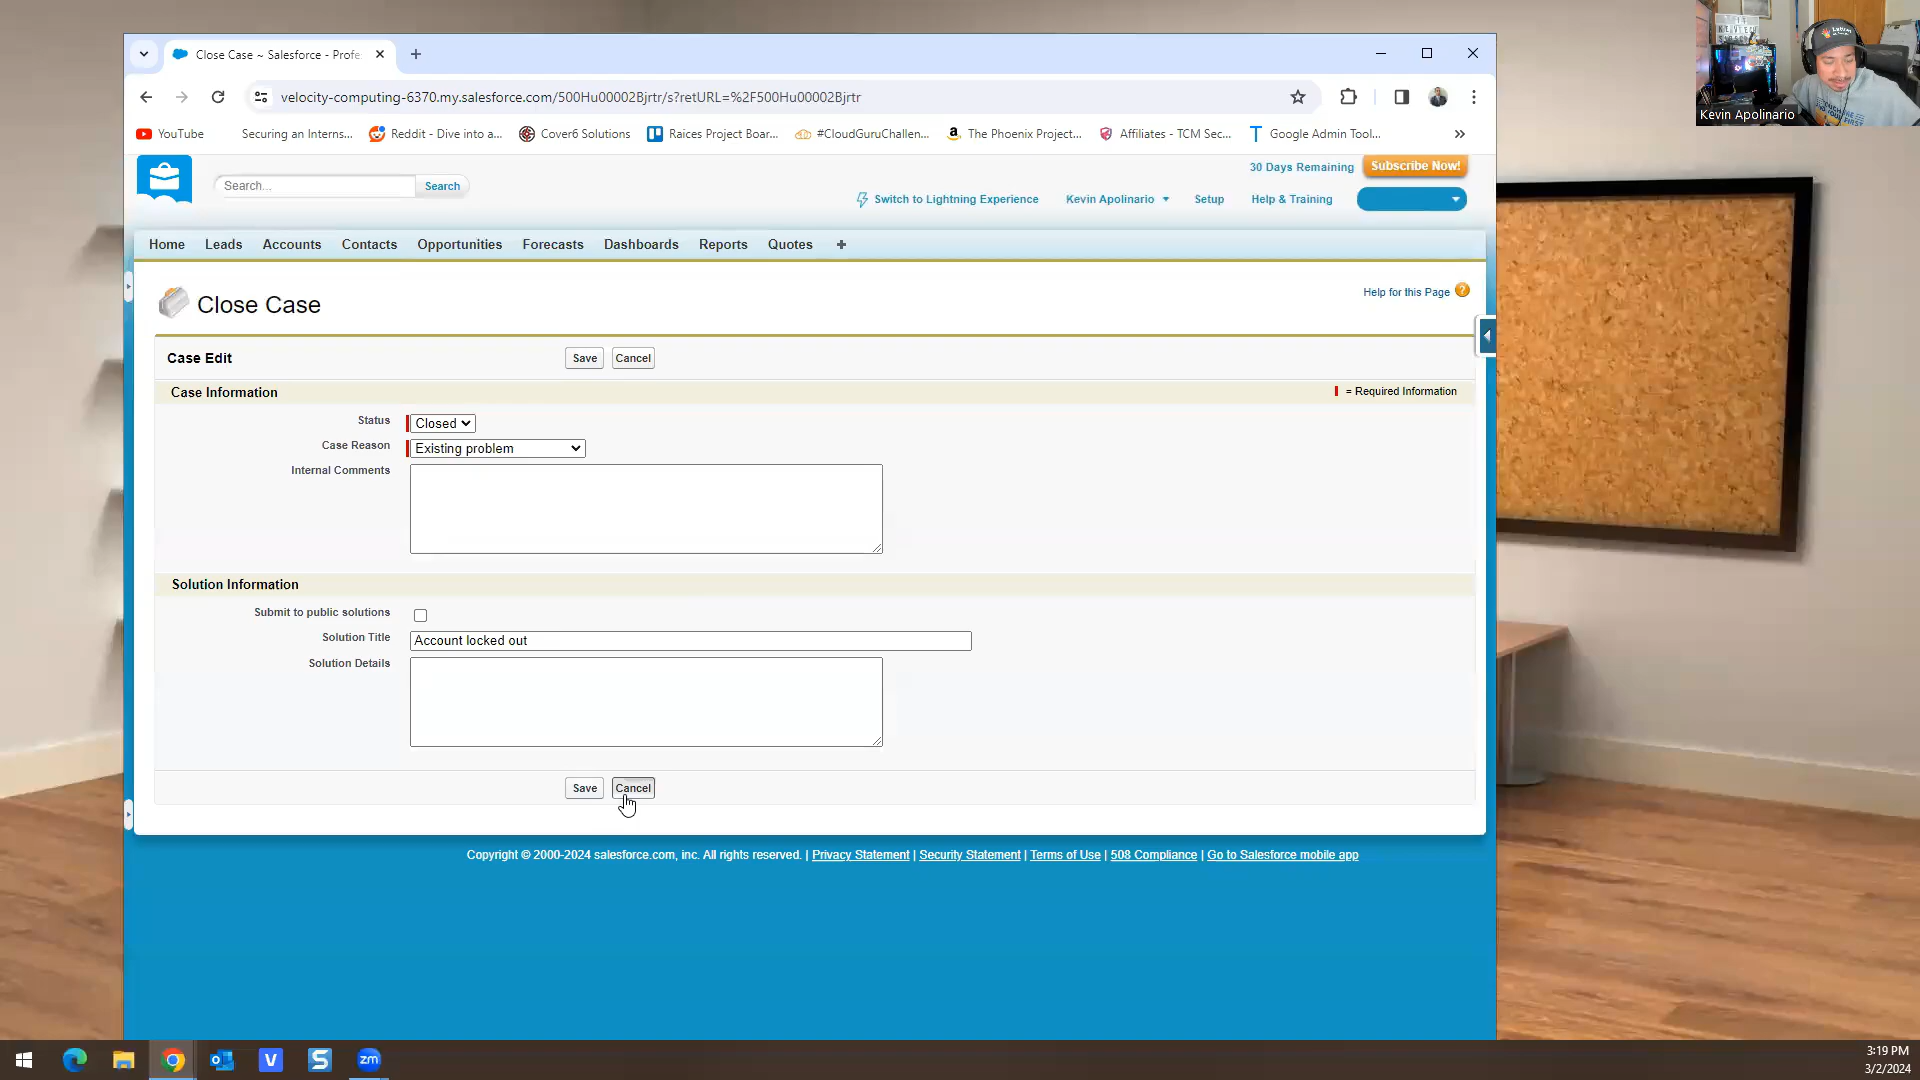 Close Case ~ Salesforce - Profe
velocity-computing-6370.my.salesforce.com/500Hu00002Bjrtr/s?retURL=%2F500Hu00002Bjrtr
YouTube Securing an Interns... Reddit - Dive into a... Cover6 Solutions Raices Project Boar... #CloudGuruChallen... The Phoenix Project... Affiliates - TCM Sec... Google Admin Tool... »
Kevin Apolinario
30 Days Remaining Subscribe Now!
Search... Search
Switch to Lightning Experience Kevin Apolinario Setup Help & Training
Home Leads Accounts Contacts Opportunities Forecasts Dashboards Reports Quotes +
Close Case
Help for this Page ?
Case Edit Save Cancel
Case Information
= Required Information
Status Closed
Case Reason Existing problem
Internal Comments
Solution Information
Submit to public solutions
Solution Title Account locked out
Solution Details
Save Cancel
Copyright © 2000-2024 salesforce.com, inc. All rights reserved. | Privacy Statement | Security Statement | Terms of Use | 508 Compliance | Go to Salesforce mobile app
V S zm
3:19 PM
3/2/2024